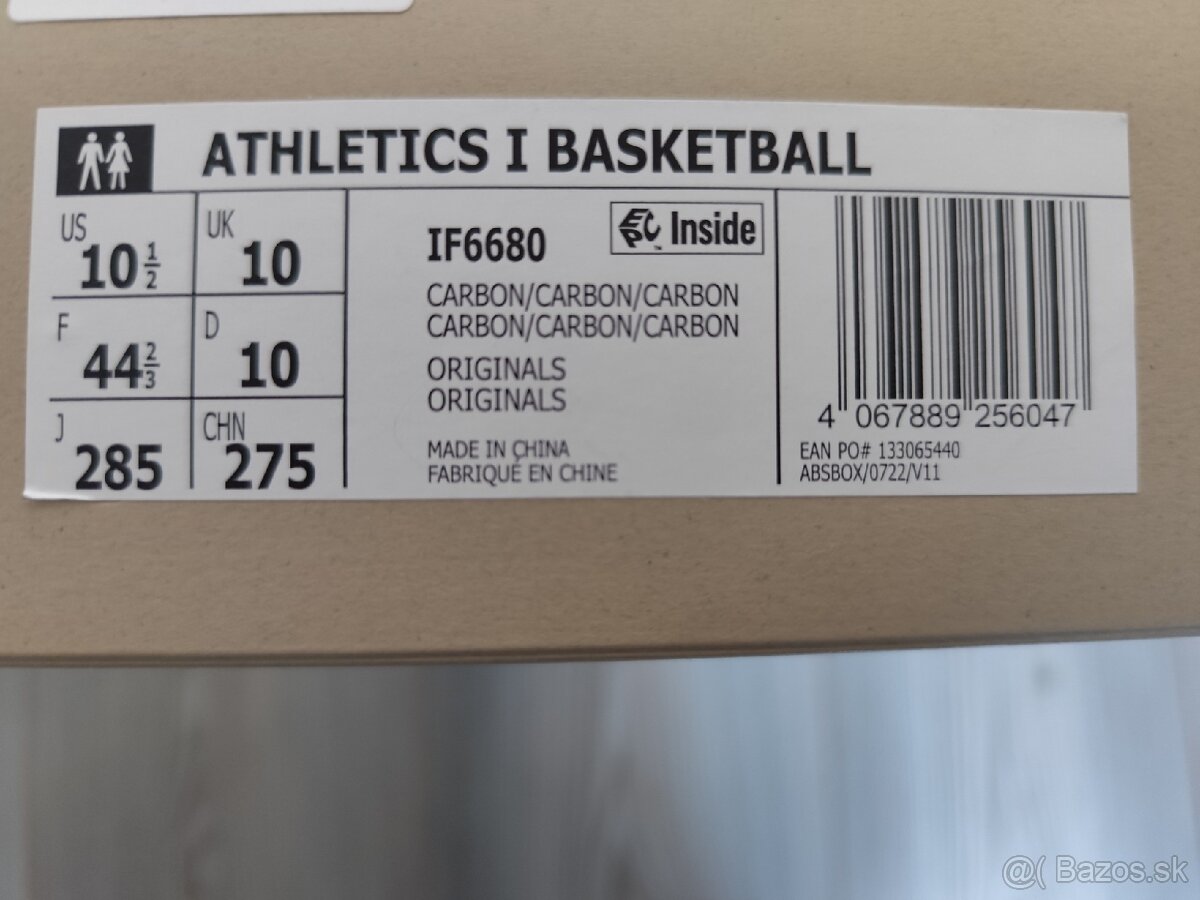 ATHLETICS I BASKETBALL
US
10 1/2
UK
10
F
44 2/3
D
10
J
285
CHN
275
IF6680
EPC™ Inside
CARBON/CARBON/CARBON
CARBON/CARBON/CARBON
ORIGINALS
ORIGINALS
MADE IN CHINA
FABRIQUÉ EN CHINE
4 067889 256047
EAN PO# 133065440
ABSBOX/0722/V11
@( Bazos.sk